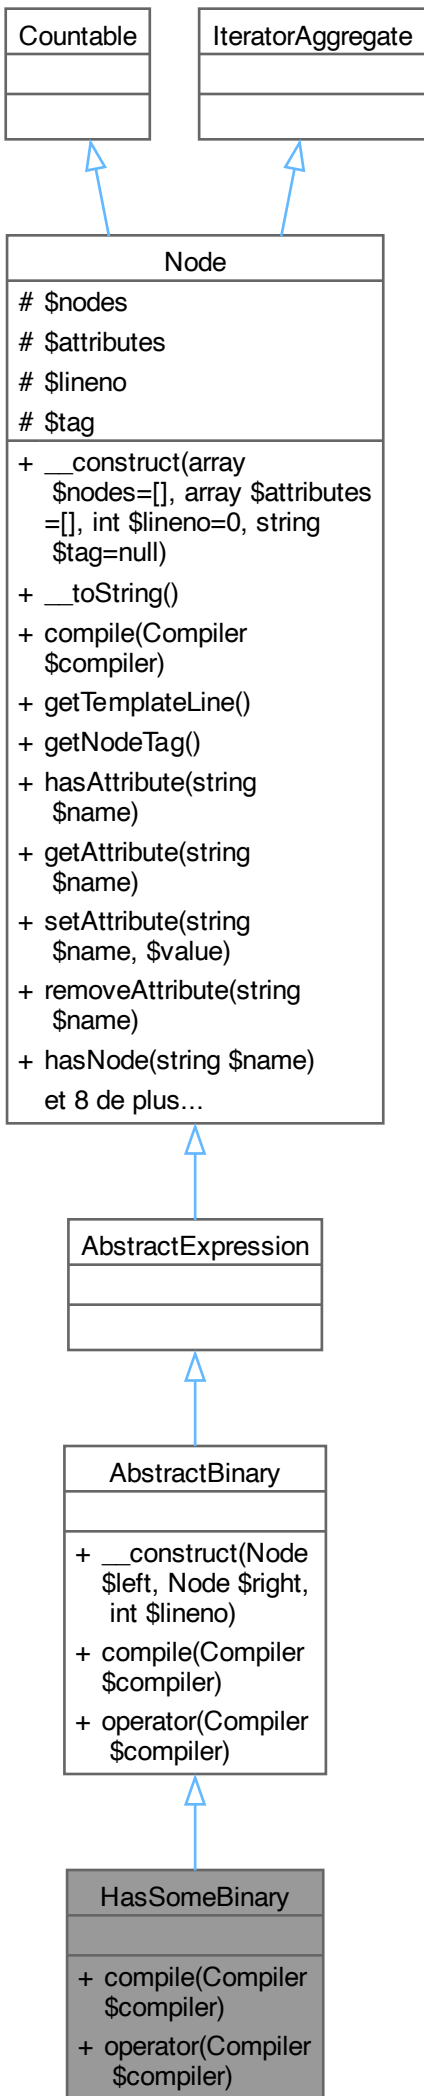 Countable
IteratorAggregate
Node
# $nodes
# $attributes
# $lineno
# $tag
+ __construct(array
$nodes=[], array $attributes
=[], int $lineno=0, string
$tag=null)
+ __toString()
+ compile(Compiler
$compiler)
+ getTemplateLine()
+ getNodeTag()
+ hasAttribute(string
$name)
+ getAttribute(string
$name)
+ setAttribute(string
$name, $value)
+ removeAttribute(string
$name)
+ hasNode(string $name)
et 8 de plus...
AbstractExpression
AbstractBinary
+ __construct(Node
$left, Node $right,
int $lineno)
+ compile(Compiler
$compiler)
+ operator(Compiler
$compiler)
HasSomeBinary
+ compile(Compiler
$compiler)
+ operator(Compiler
$compiler)